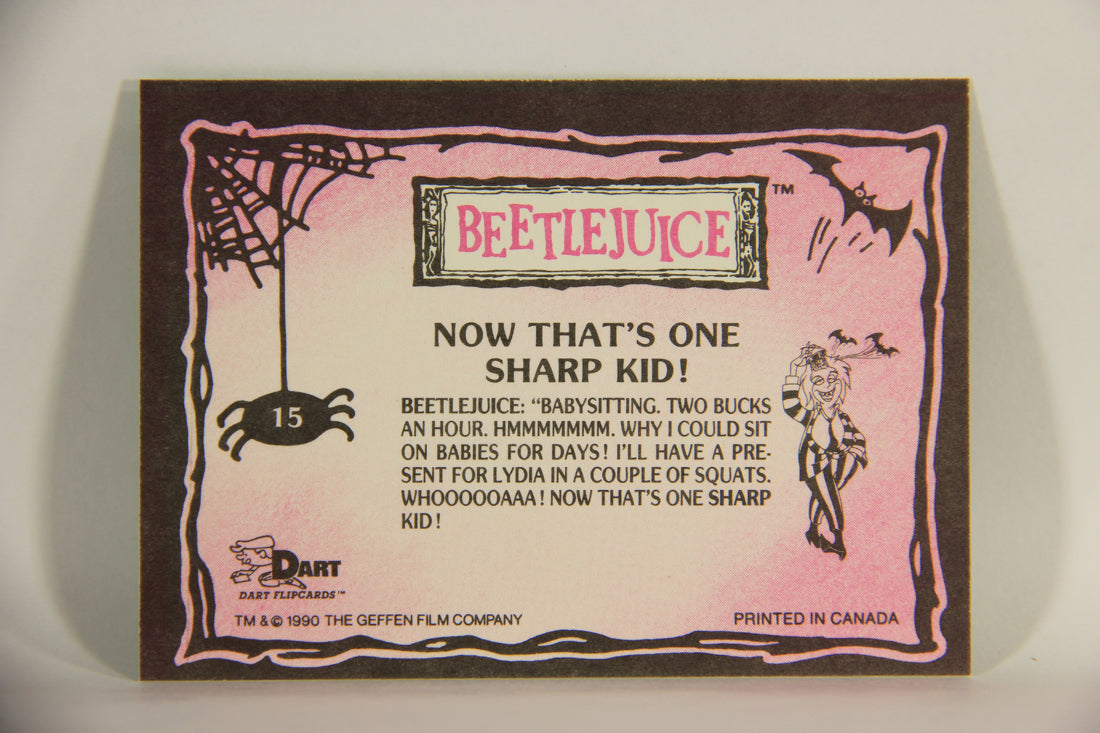 BEETLEJUICE™
NOW THAT'S ONE
SHARP KID!
BEETLEJUICE: "BABYSITTING. TWO BUCKS
AN HOUR. HMMMMMMM. WHY I COULD SIT
ON BABIES FOR DAYS! I'LL HAVE A PRE-
SENT FOR LYDIA IN A COUPLE OF SQUATS.
WHOOOOOAAA! NOW THAT'S ONE SHARP
KID!
15
DART
DART FLIPCARDS™
TM & © 1990 THE GEFFEN FILM COMPANY
PRINTED IN CANADA